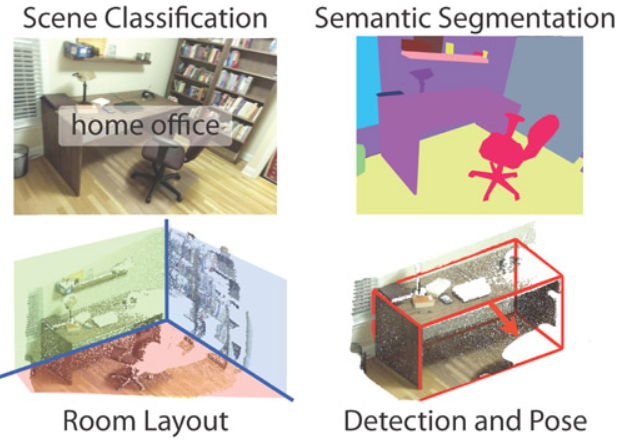 Scene Classification
Semantic Segmentation
home office
Room Layout
Detection and Pose